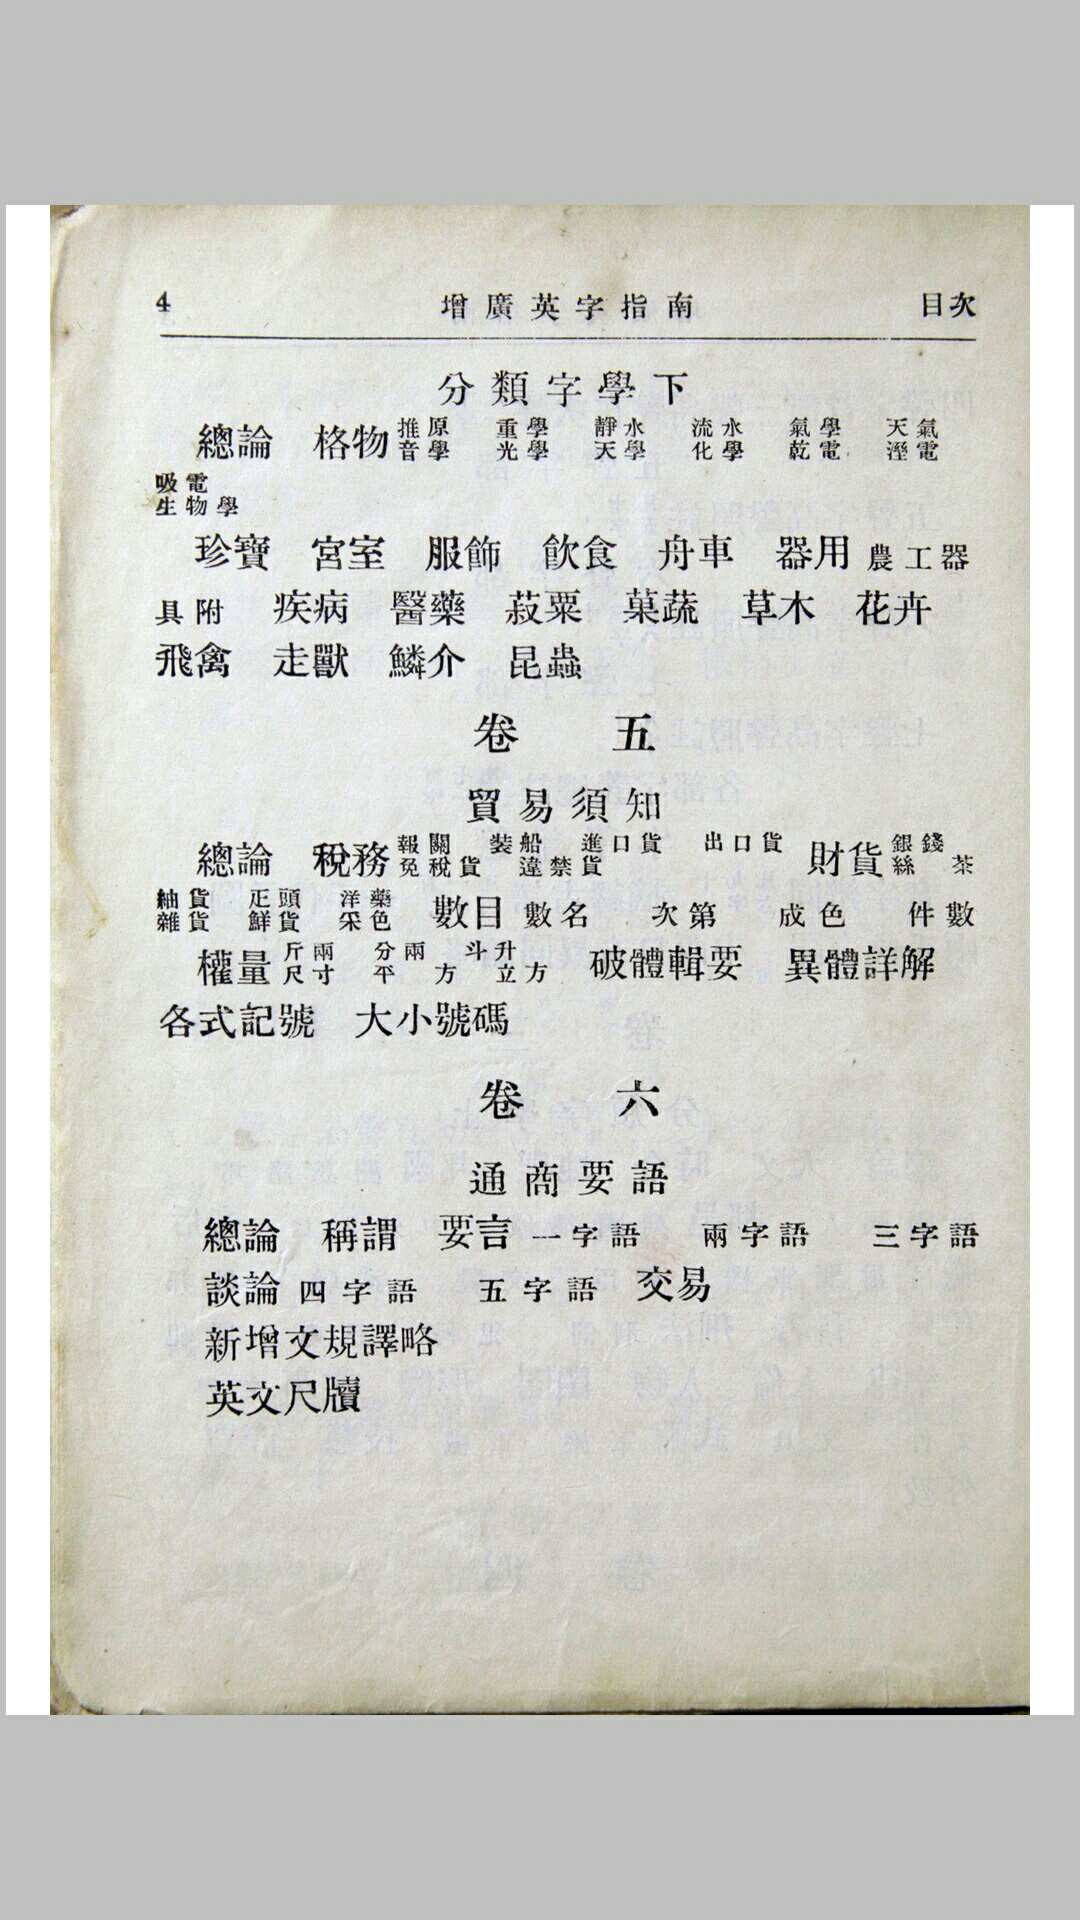 4 增廣英字指南 目次
分類字學下
總論 格物 推原 重學 靜水 流水 氣學 天氣
音學 光學 天學 化學 乾電 溼電
吸電
生物學
珍寶 宮室 服飾 飲食 舟車 器用 農工器
具附 疾病 醫藥 菽粟 菓蔬 草木 花卉
飛禽 走獸 鱗介 昆蟲
卷 五
貿易須知
總論 稅務 報關 裝船 進口貨 出口貨 財貨 銀錢
免稅貨 違禁貨 絲 茶
紬貨 疋頭 洋藥
雜貨 鮮貨 采色 數目 數名 次第 成色 件數
權量 斤兩 分兩 斗升
尺寸 平方 立方 破體輯要 異體詳解
各式記號 大小號碼
卷 六
通商要語
總論 稱謂 要言 一字語 兩字語 三字語
談論 四字語 五字語 交易
新增文規譯略
英文尺牘